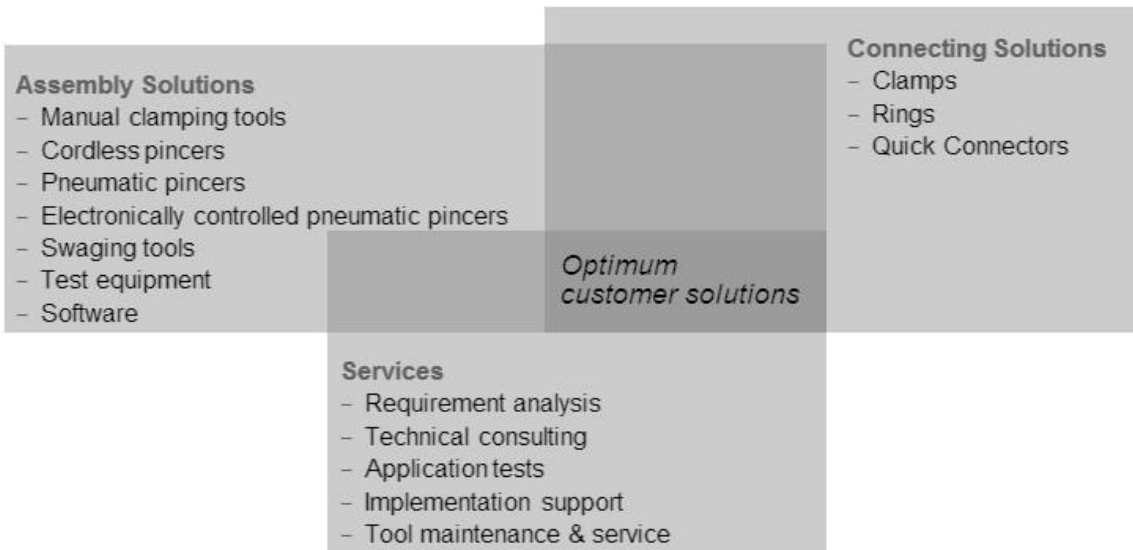 Assembly Solutions
– Manual clamping tools
– Cordless pincers
– Pneumatic pincers
– Electronically controlled pneumatic pincers
– Swaging tools
– Test equipment
– Software
Connecting Solutions
– Clamps
– Rings
– Quick Connectors
Optimum
customer solutions
Services
– Requirement analysis
– Technical consulting
– Application tests
– Implementation support
– Tool maintenance & service